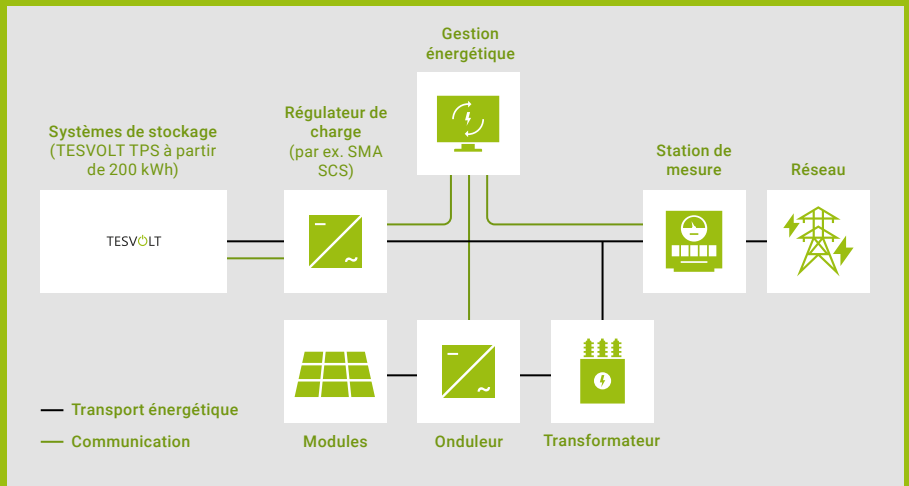 Gestion
énergétique
Régulateur de
charge
(par ex. SMA
SCS)
Systèmes de stockage
(TESVOLT TPS à partir
de 200 kWh)
Station de
mesure
Réseau
TESVOLT
Transport énergétique
Communication
Modules
Onduleur
Transformateur